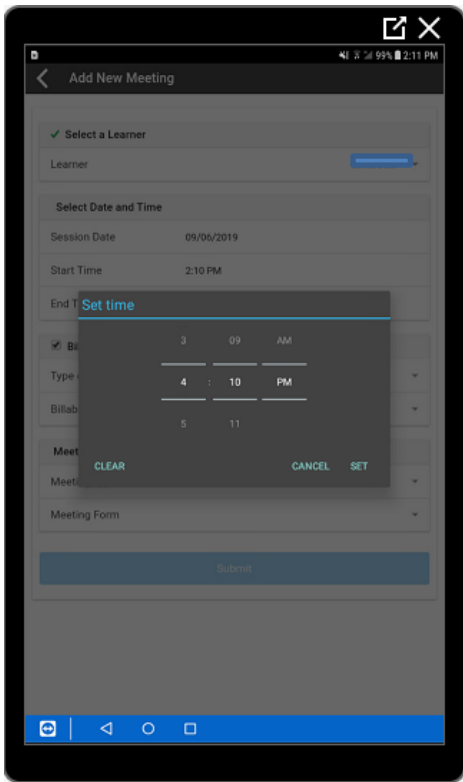 99% 2:11 PM
Add New Meeting
Select a Learner
Learner
Select Date and Time
Session Date 09/06/2019
Start Time 2:10 PM
End T
Set time
3 09 AM
4 : 10 PM
5 11
CLEAR CANCEL SET
Bi
Type
Billab
Meet
Meeti
Meeting Form
Submit